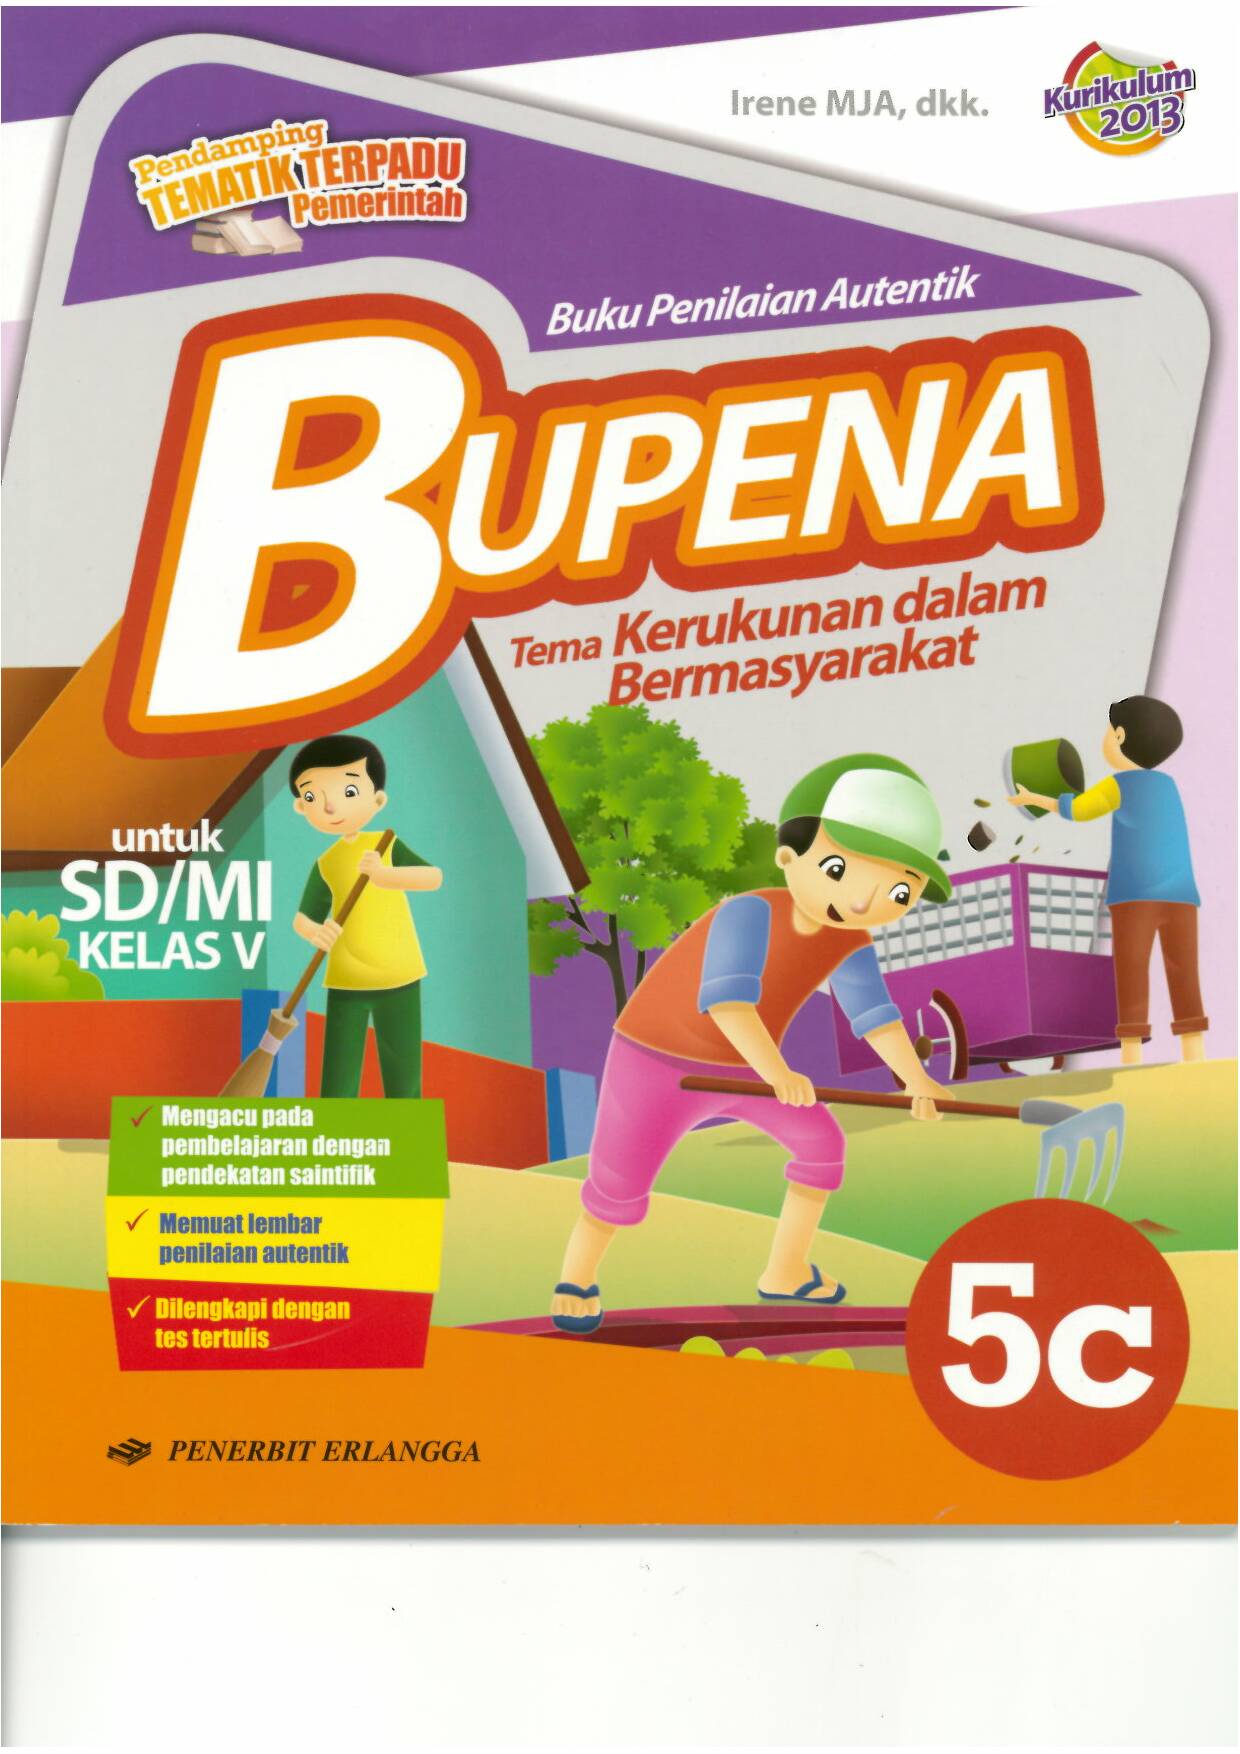 Irene MJA, dkk.
Kurikulum
2013
Pendamping
TEMATIK TERPADU
Pemerintah
Buku Penilaian Autentik
BUPENA
Tema Kerukunan dalam
Bermasyarakat
untuk
SD/MI
KELAS V
Mengacu pada
pembelajaran dengan
pendekatan saintifik
Memuat lembar
penilaian autentik
Dilengkapi dengan
tes tertulis
5c
PENERBIT ERLANGGA